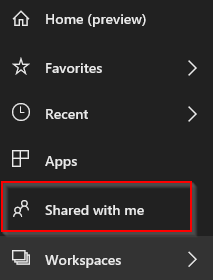 Home (preview)
Favorites
Recent
Apps
Shared with me
Workspaces